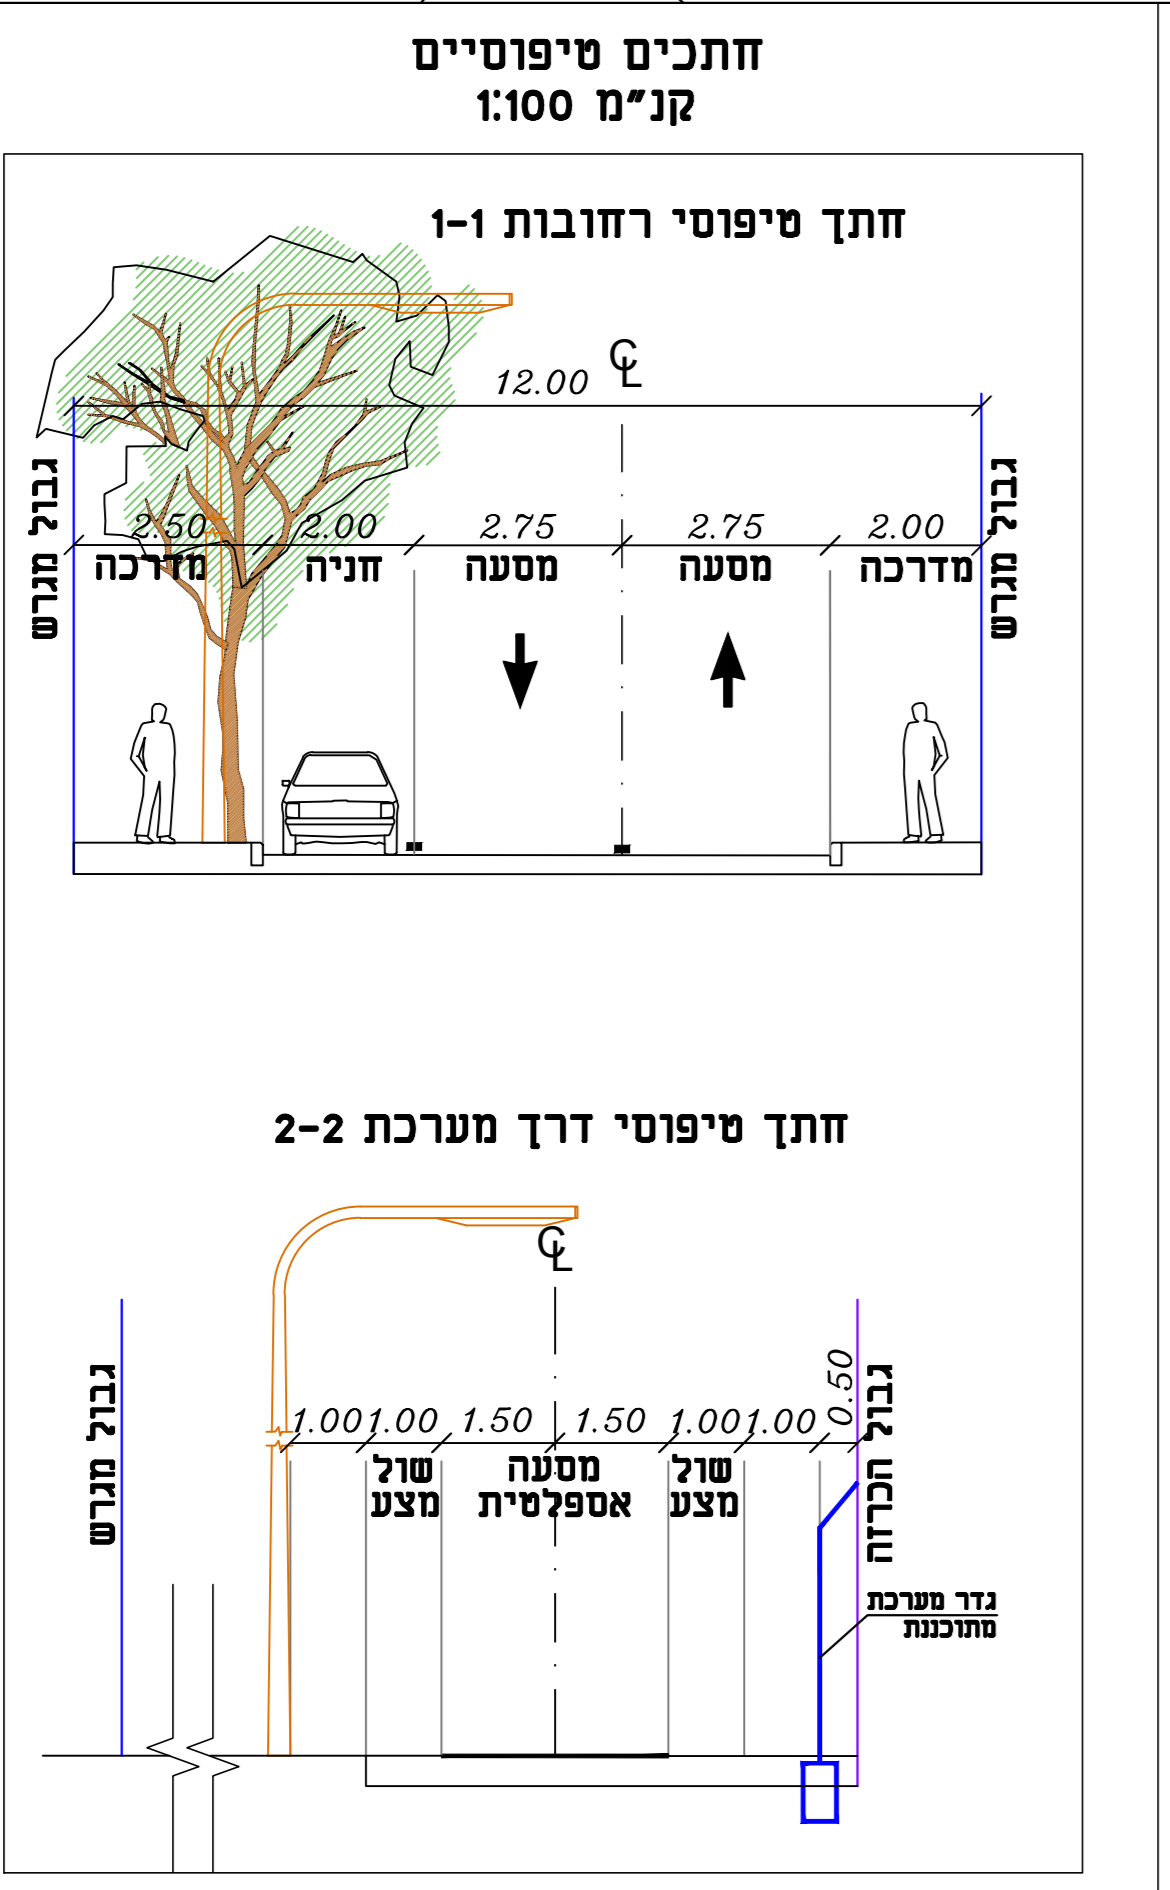 חתכים טיפוסיים
קנ"מ 1:100
חתך טיפוסי רחובות 1-1
℄
12.00
גבול מגרש
גבול מגרש
2.50 2.00 2.75 2.75 2.00
מדרכה חניה מסעה מסעה מדרכה
חתך טיפוסי דרך מערכת 2-2
℄
גבול מגרש
גבול הכרזה
1.00 1.00 1.50 1.50 1.00 1.00 0.50
שול
מצע
מסעה
אספלטית
שול
מצע
גדר מערכת
מתוכננת